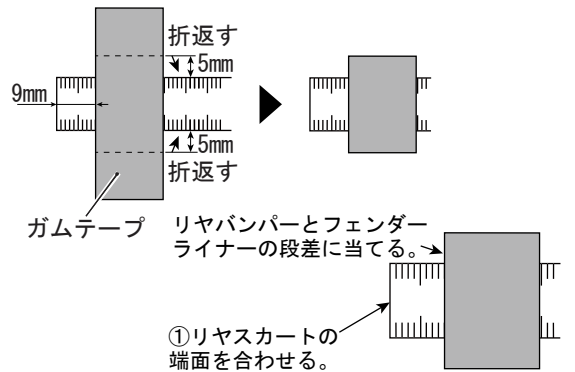 折返す
5mm
9mm
5mm
折返す
ガムテープ
リヤバンパーとフェンダー
ライナーの段差に当てる。
①リヤスカートの
端面を合わせる。